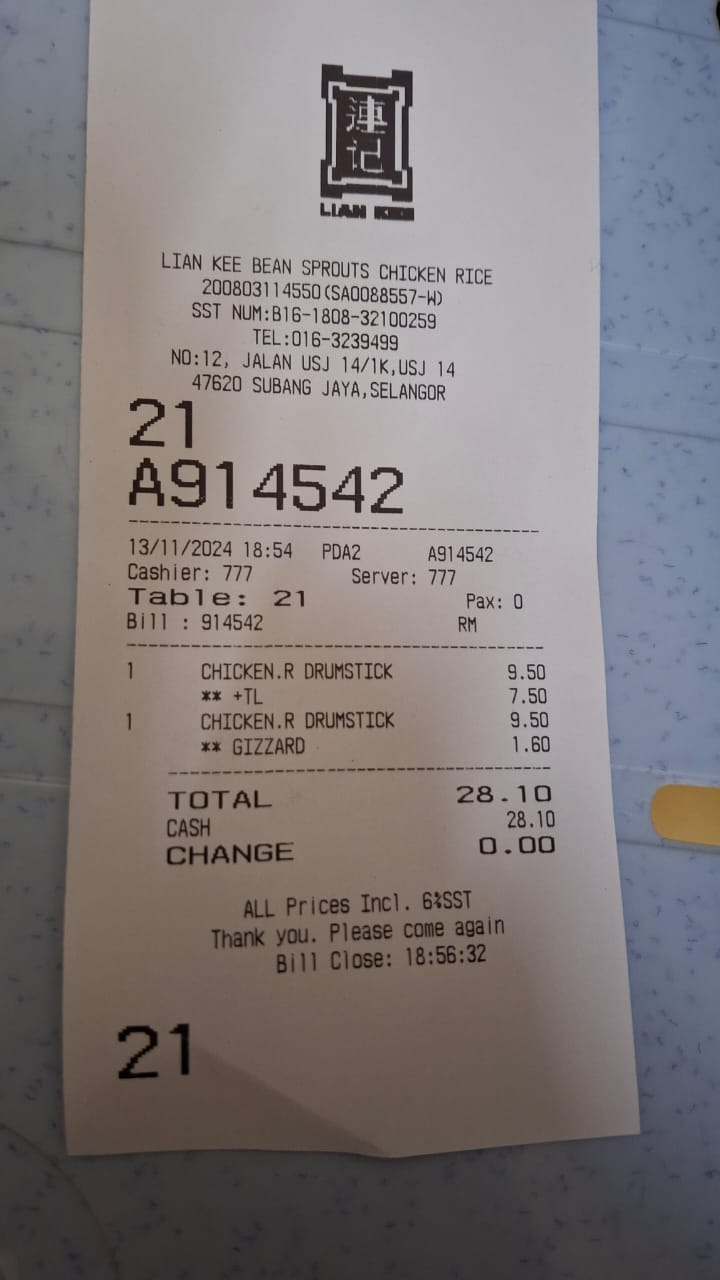 連
记
LIAN KEE
LIAN KEE BEAN SPROUTS CHICKEN RICE
200803114550(SA0088557-W)
SST NUM:B16-1808-32100259
TEL:016-3239499
NO:12, JALAN USJ 14/1K,USJ 14
47620 SUBANG JAYA,SELANGOR
21
A914542
13/11/2024 18:54 PDA2 A914542
Cashier: 777 Server: 777
Table: 21 Pax: 0
Bill : 914542 RM
1 CHICKEN.R DRUMSTICK 9.50
** +TL 7.50
1 CHICKEN.R DRUMSTICK 9.50
** GIZZARD 1.60
TOTAL 28.10
CASH 28.10
CHANGE 0.00
ALL Prices Incl. 6%SST
Thank you. Please come again
Bill Close: 18:56:32
21